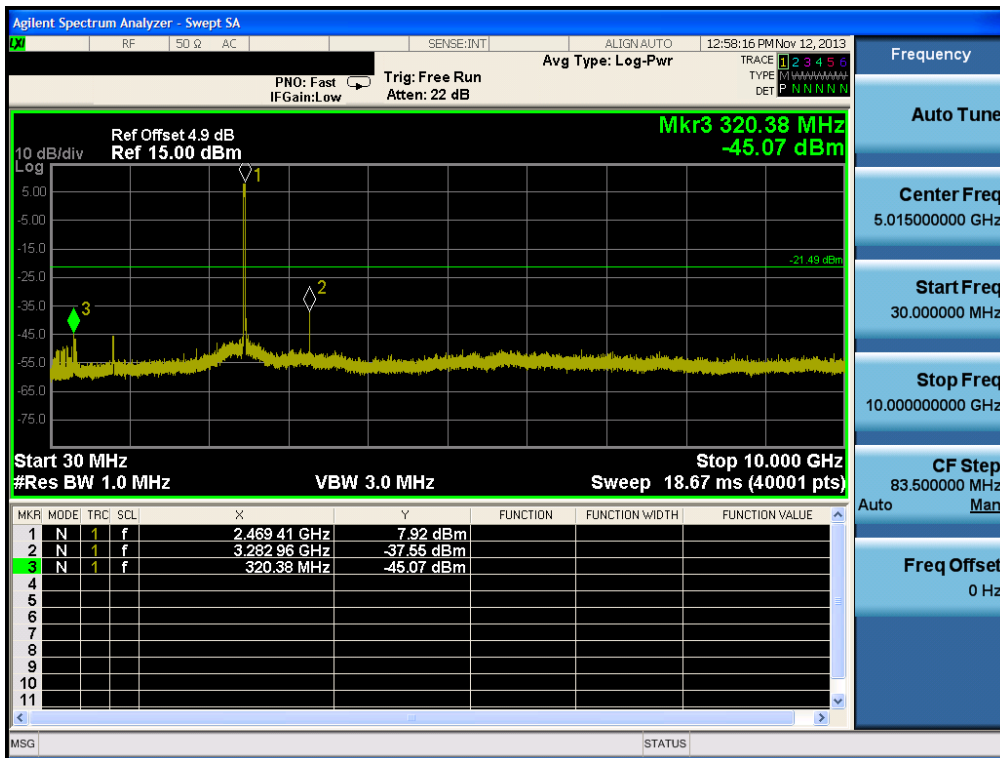 Agilent Spectrum Analyzer - Swept SA
LXI RF 50 Ω AC SENSE:INT ALIGN AUTO 12:58:16 PM Nov 12, 2013
PNO: Fast
IFGain:Low
Trig: Free Run
Atten: 22 dB
Avg Type: Log-Pwr
TRACE 1 2 3 4 5 6
TYPE M
DET P N N N N N
Mkr3 320.38 MHz
-45.07 dBm
Ref Offset 4.9 dB
10 dB/div Ref 15.00 dBm
Log
1
5.00
-5.00
-15.0
-21.49 dBm
-25.0
2
-35.0
3
-45.0
-55.0
-65.0
-75.0
Start 30 MHz Stop 10.000 GHz
#Res BW 1.0 MHz VBW 3.0 MHz Sweep 18.67 ms (40001 pts)
MKR MODE TRC SCL X Y FUNCTION FUNCTION WIDTH FUNCTION VALUE
1 N 1 f 2.469 41 GHz 7.92 dBm
2 N 1 f 3.282 96 GHz -37.55 dBm
3 N 1 f 320.38 MHz -45.07 dBm
4
5
6
7
8
9
10
11
MSG STATUS
Frequency
Auto Tune
Center Freq
5.015000000 GHz
Start Freq
30.000000 MHz
Stop Freq
10.000000000 GHz
CF Step
83.500000 MHz
Auto Man
Freq Offset
0 Hz